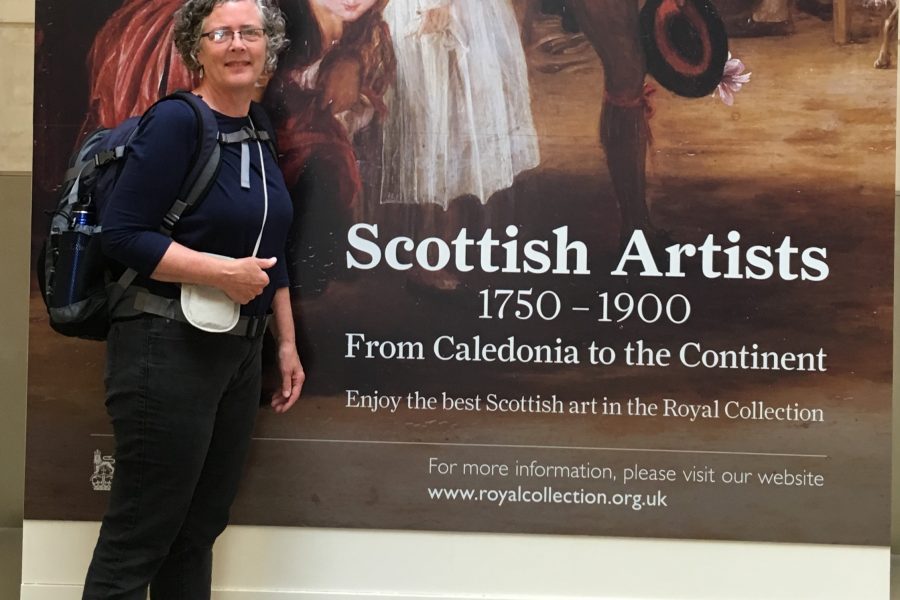 Scottish Artists
1750 – 1900
From Caledonia to the Continent
Enjoy the best Scottish art in the Royal Collection
For more information, please visit our website
www.royalcollection.org.uk